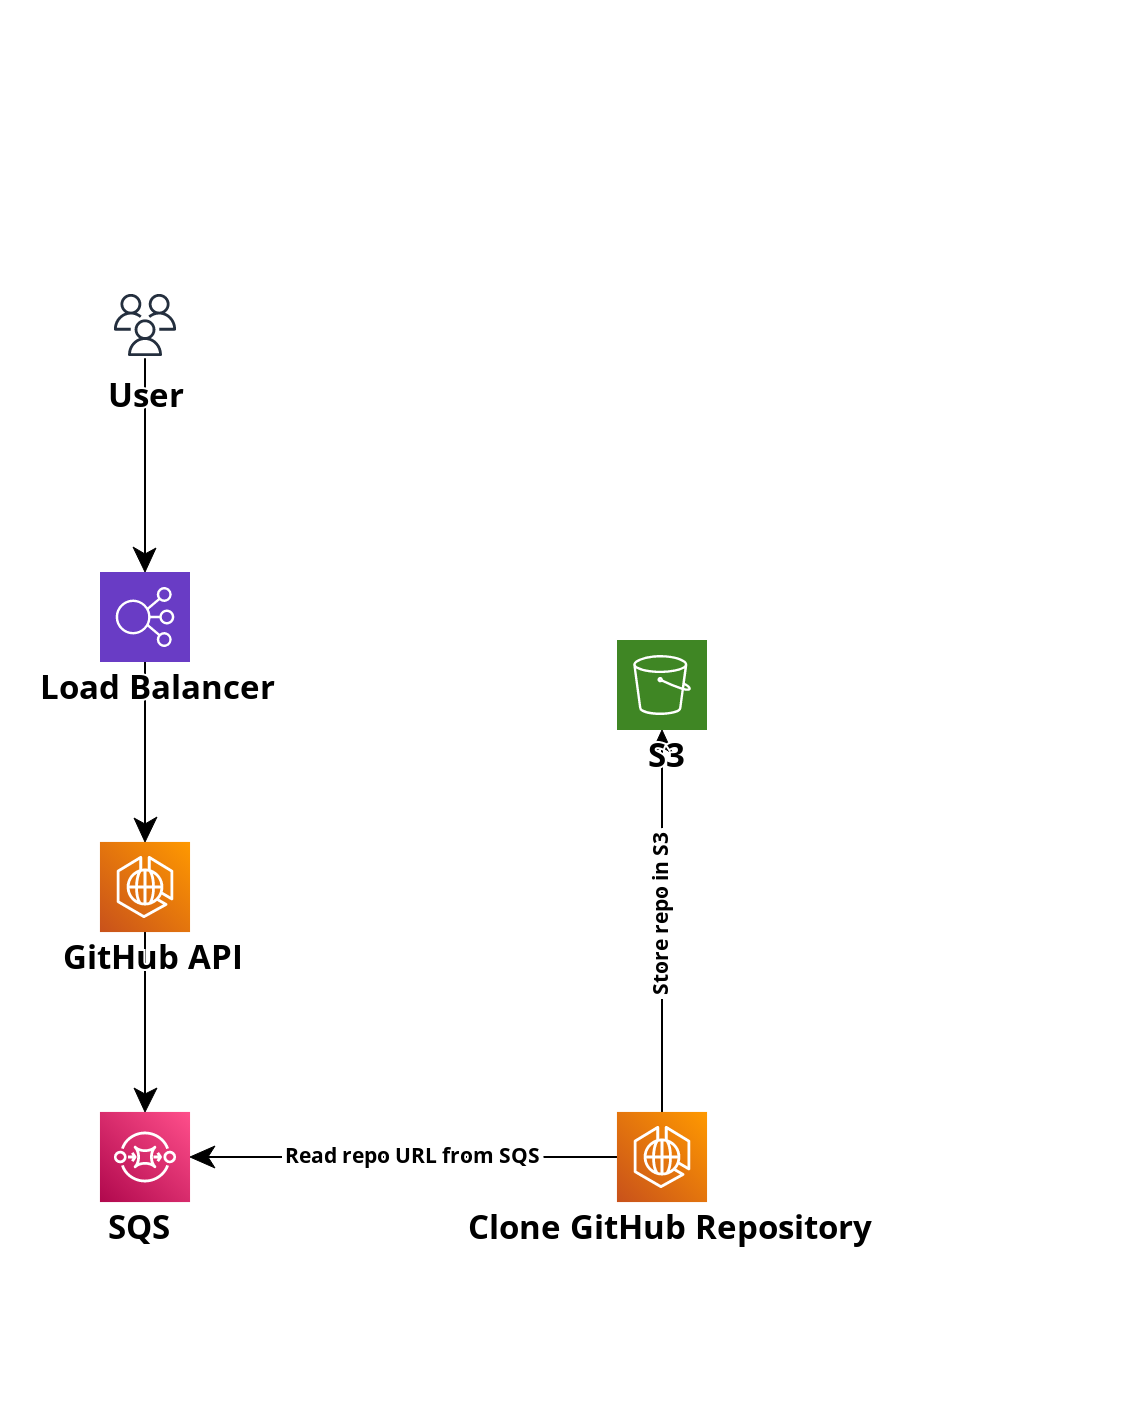 User
Load Balancer
S3
Store repo in S3
GitHub API
Read repo URL from SQS
SQS
Clone GitHub Repository